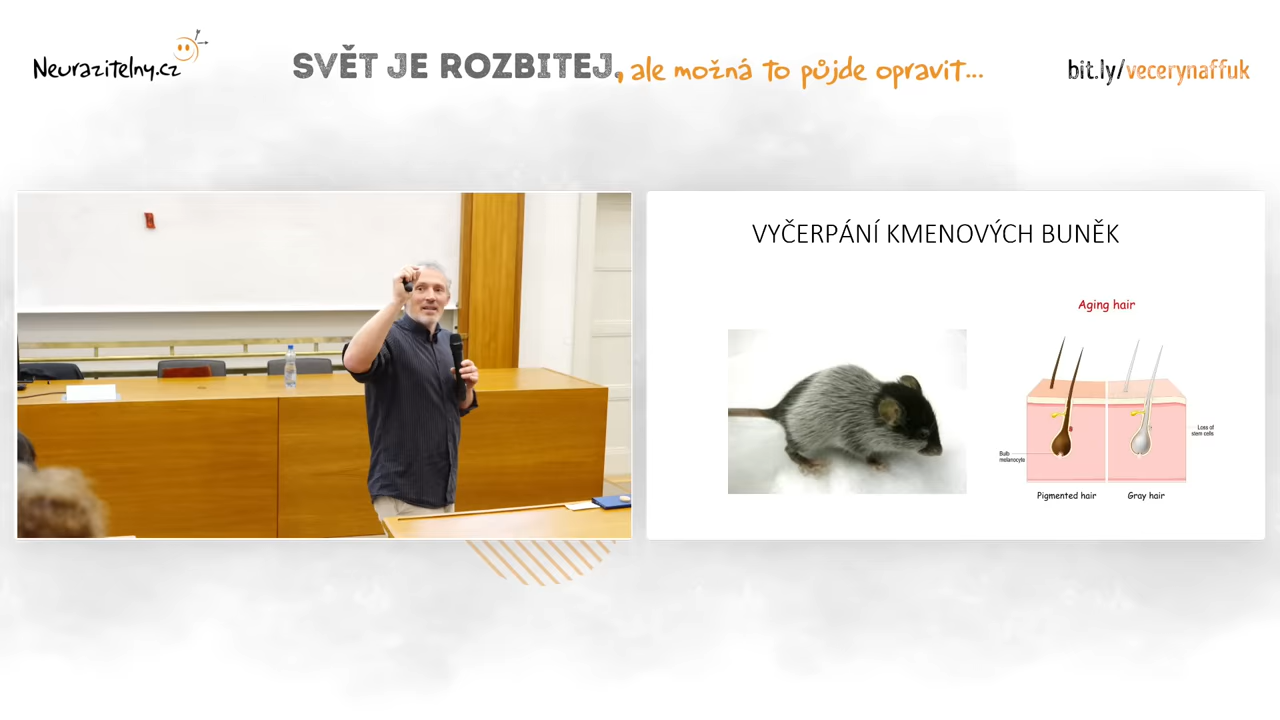 Neurazitelny.cz
SVĚT JE ROZBITEJ, ale možná to půjde opravit...
bit.ly/vecerynaffuk
VYČERPÁNÍ KMENOVÝCH BUNĚK
Aging hair
Loss of
stem cells
Bulb
melanocyte
Pigmented hair
Gray hair